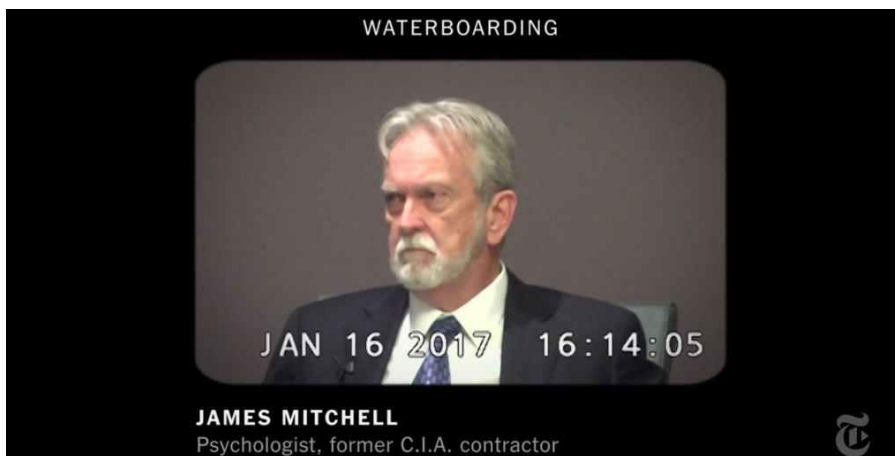 WATERBOARDING
JAN 16 2017 16:14:05
JAMES MITCHELL
Psychologist, former C.I.A. contractor
T